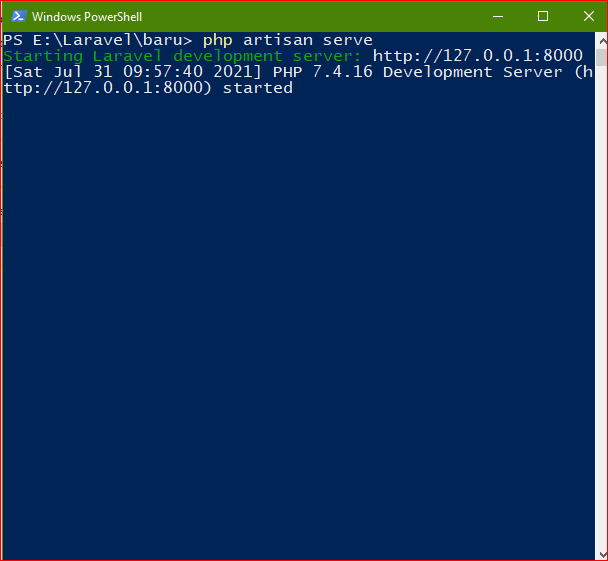 Windows PowerShell
PS E:\Laravel\baru> php artisan serve
Starting Laravel development server: http://127.0.0.1:8000
[Sat Jul 31 09:57:40 2021] PHP 7.4.16 Development Server (h
ttp://127.0.0.1:8000) started